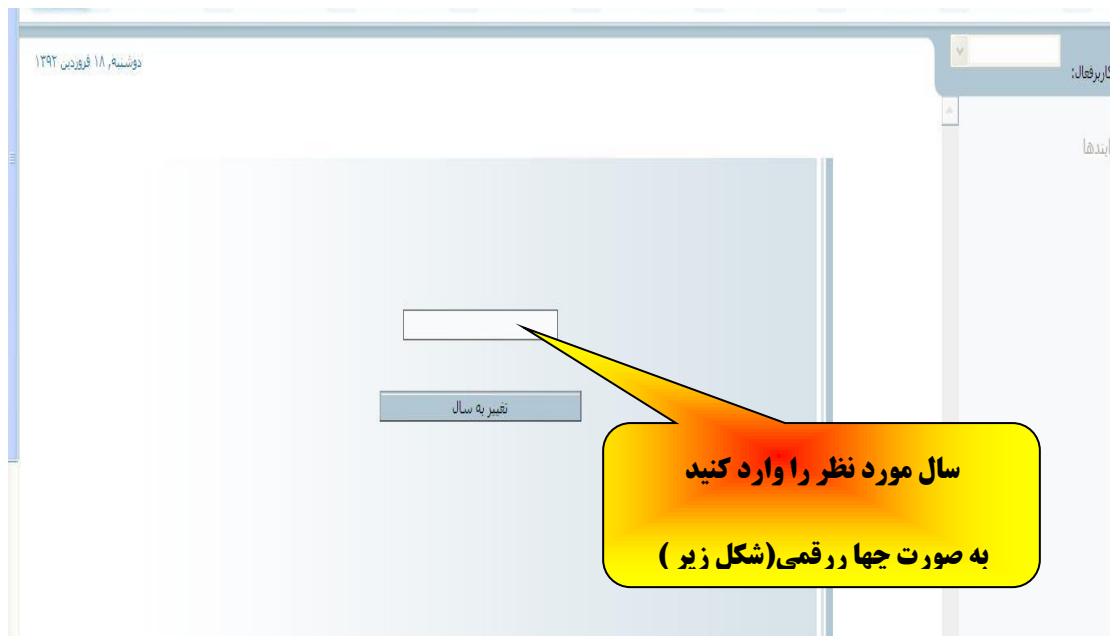 دوشنبه, ۱۸ فروردین ۱۳۹۲
کاربرفعال:
تغییر به سال
سال مورد نظر را وارد کنید
به صورت چها ررقمی(شکل زیر )